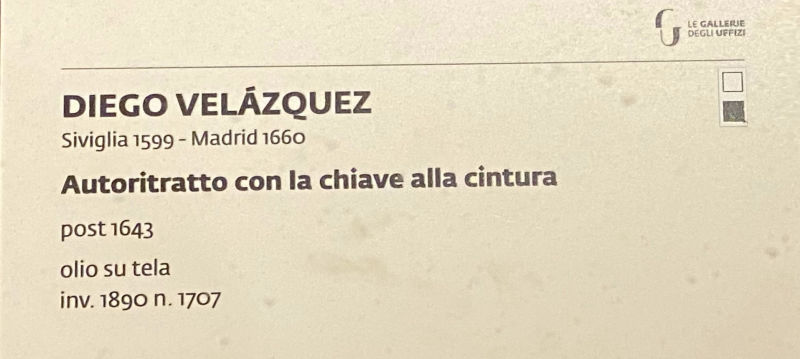 LE GALLERIE
DEGLI UFFIZI
DIEGO VELÁZQUEZ
Siviglia 1599 - Madrid 1660
Autoritratto con la chiave alla cintura
post 1643
olio su tela
inv. 1890 n. 1707